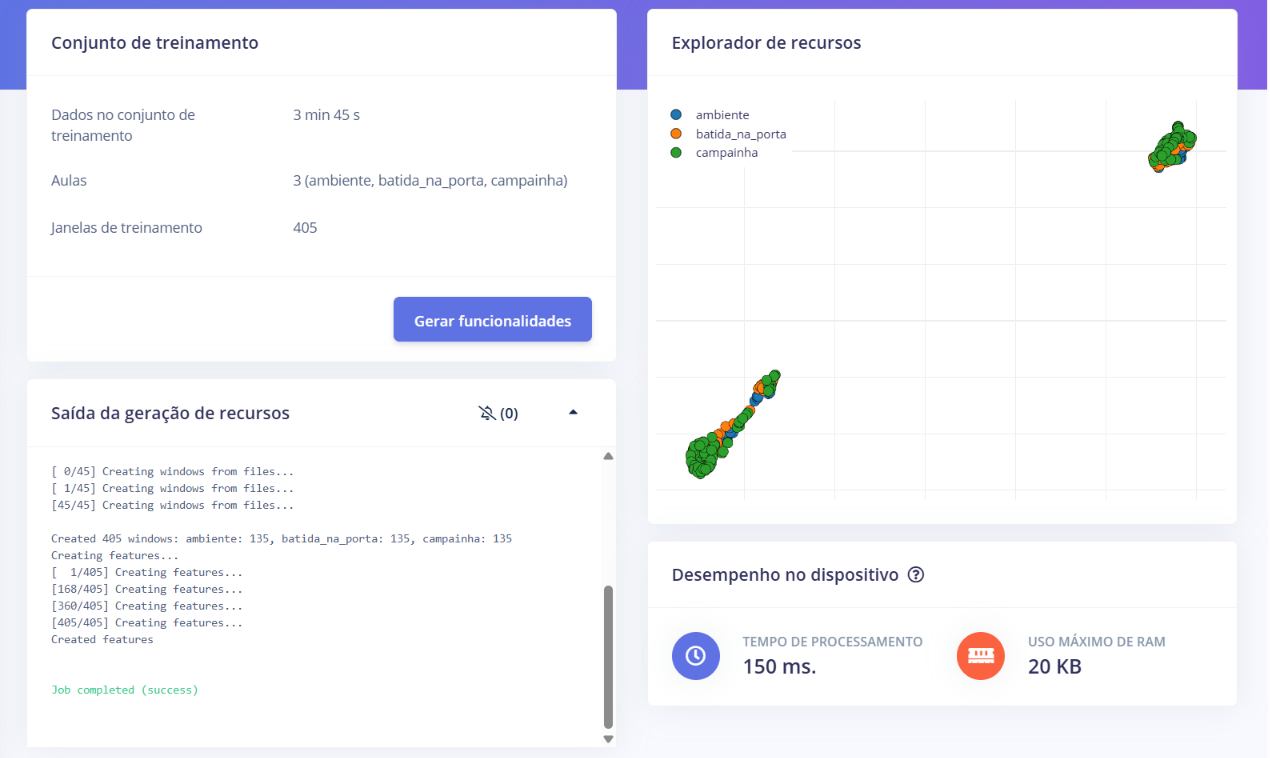 Conjunto de treinamento
Dados no conjunto de
treinamento
3 min 45 s
Aulas
3 (ambiente, batida_na_porta, campainha)
Janelas de treinamento
405
Gerar funcionalidades
Saída da geração de recursos
(0)
[ 0/45] Creating windows from files...
[ 1/45] Creating windows from files...
[45/45] Creating windows from files...
Created 405 windows: ambiente: 135, batida_na_porta: 135, campainha: 135
Creating features...
[  1/405] Creating features...
[168/405] Creating features...
[360/405] Creating features...
[405/405] Creating features...
Created features
Job completed (success)
Explorador de recursos
ambiente
batida_na_porta
campainha
Desempenho no dispositivo ?
TEMPO DE PROCESSAMENTO
150 ms.
USO MÁXIMO DE RAM
20 KB